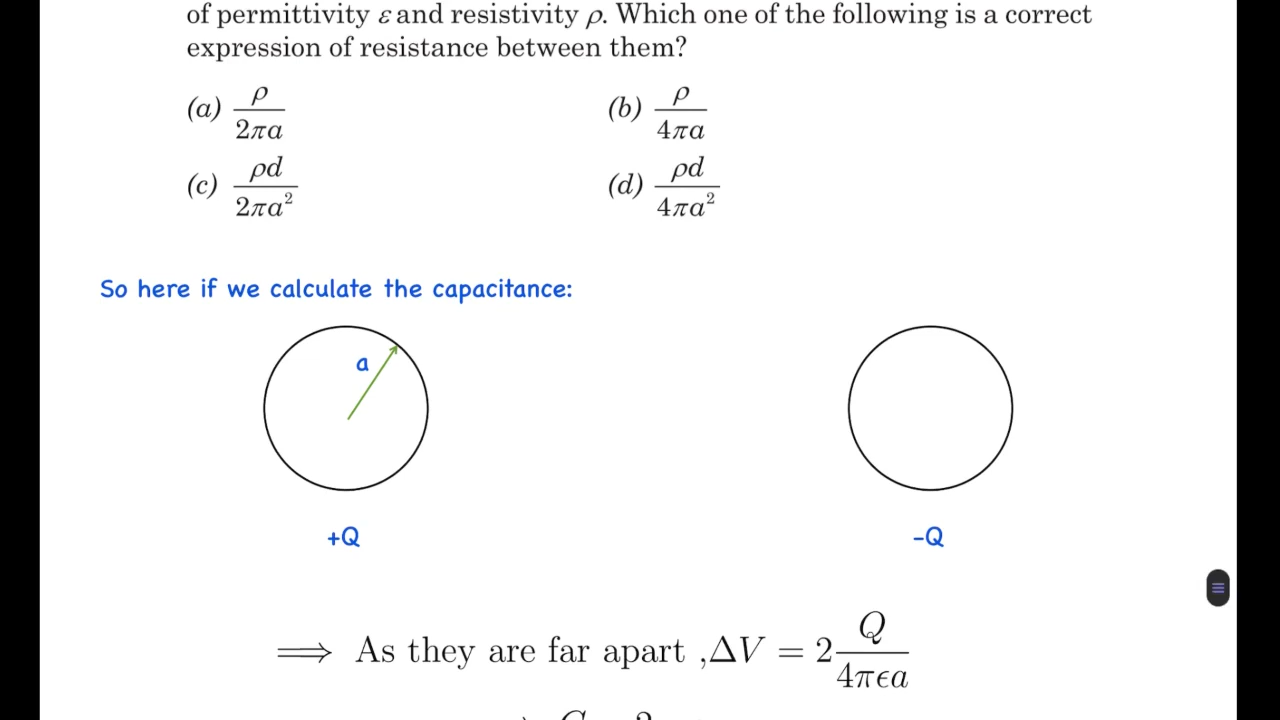 of permittivity ε and resistivity ρ. Which one of the following is a correct
expression of resistance between them?
(a) ρ/2πa (b) ρ/4πa
(c) ρd/2πa² (d) ρd/4πa²
So here if we calculate the capacitance:
a
+Q -Q
⟹ As they are far apart ,ΔV = 2 Q/4πϵa